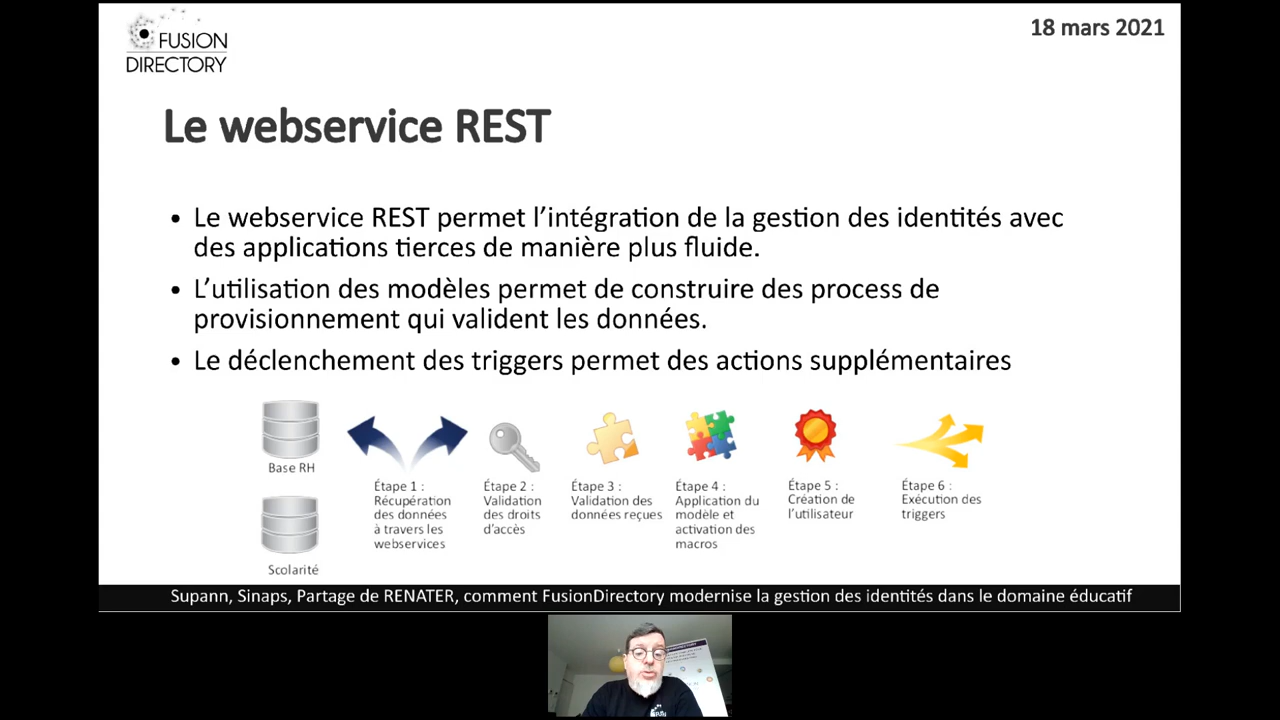 FUSION
DIRECTORY
18 mars 2021
Le webservice REST
• Le webservice REST permet l’intégration de la gestion des identités avec
des applications tierces de manière plus fluide.
• L’utilisation des modèles permet de construire des process de
provisionnement qui valident les données.
• Le déclenchement des triggers permet des actions supplémentaires
Base RH
Scolarité
Étape 1 :
Récupération
des données
à travers les
webservices
Étape 2 :
Validation
des droits
d’accès
Étape 3 :
Validation des
données reçues
Étape 4 :
Application du
modèle et
activation des
macros
Étape 5 :
Création de
l’utilisateur
Étape 6 :
Exécution des
triggers
Supann, Sinaps, Partage de RENATER, comment FusionDirectory modernise la gestion des identités dans le domaine éducatif